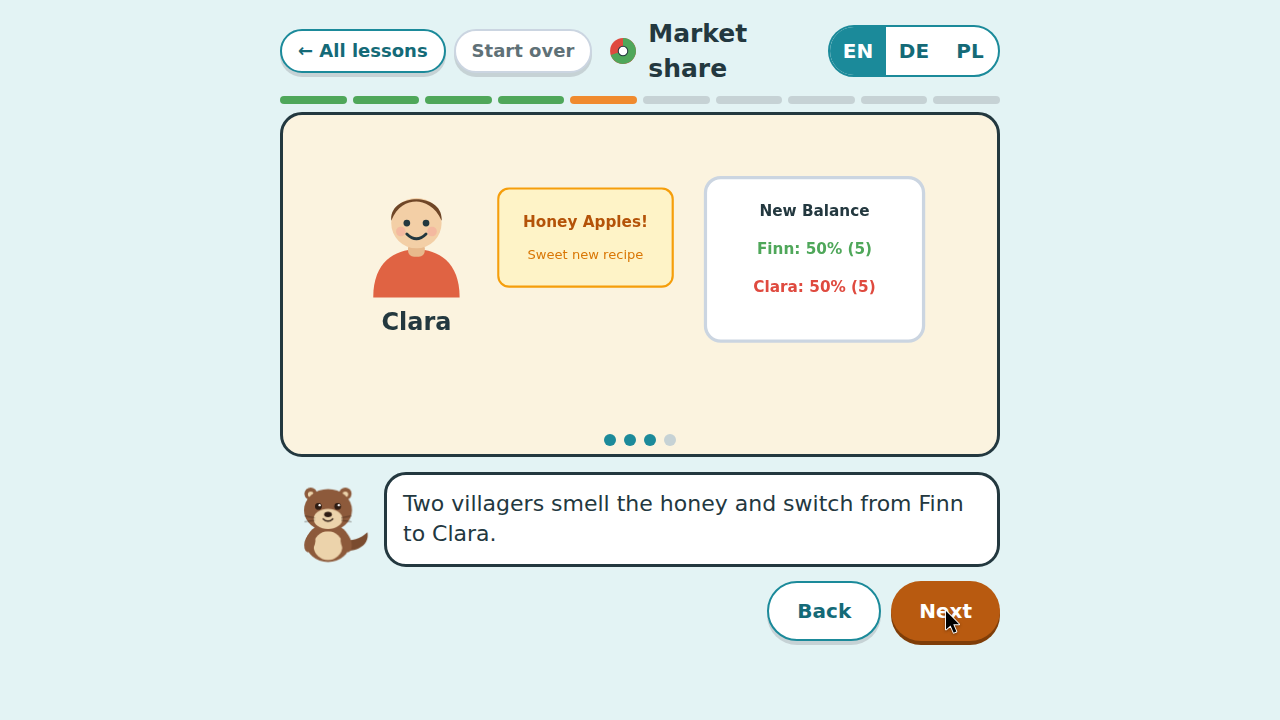 ← All lessons
Start over
Market
share
EN
DE
PL
Honey Apples!
Sweet new recipe
New Balance
Finn: 50% (5)
Clara: 50% (5)
Clara
Two villagers smell the honey and switch from Finn
to Clara.
Back
Next